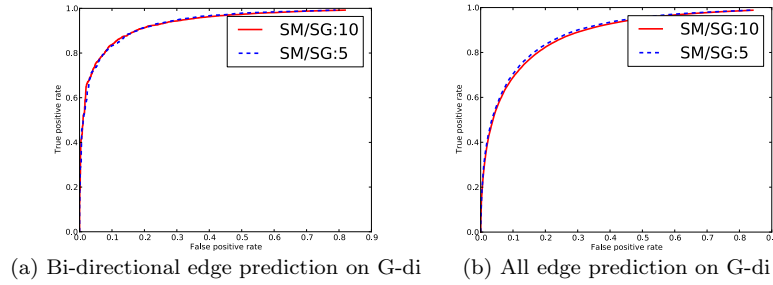 1.0
0.8
0.6
0.4
0.2
0.0
True positive rate
SM/SG:10
SM/SG:5
0.0 0.1 0.2 0.3 0.4 0.5 0.6 0.7 0.8 0.9
False positive rate
(a) Bi-directional edge prediction on G-di
1.0
0.8
0.6
0.4
0.2
0.0
True positive rate
SM/SG:10
SM/SG:5
0.0 0.1 0.2 0.3 0.4 0.5 0.6 0.7 0.8
False positive rate
(b) All edge prediction on G-di